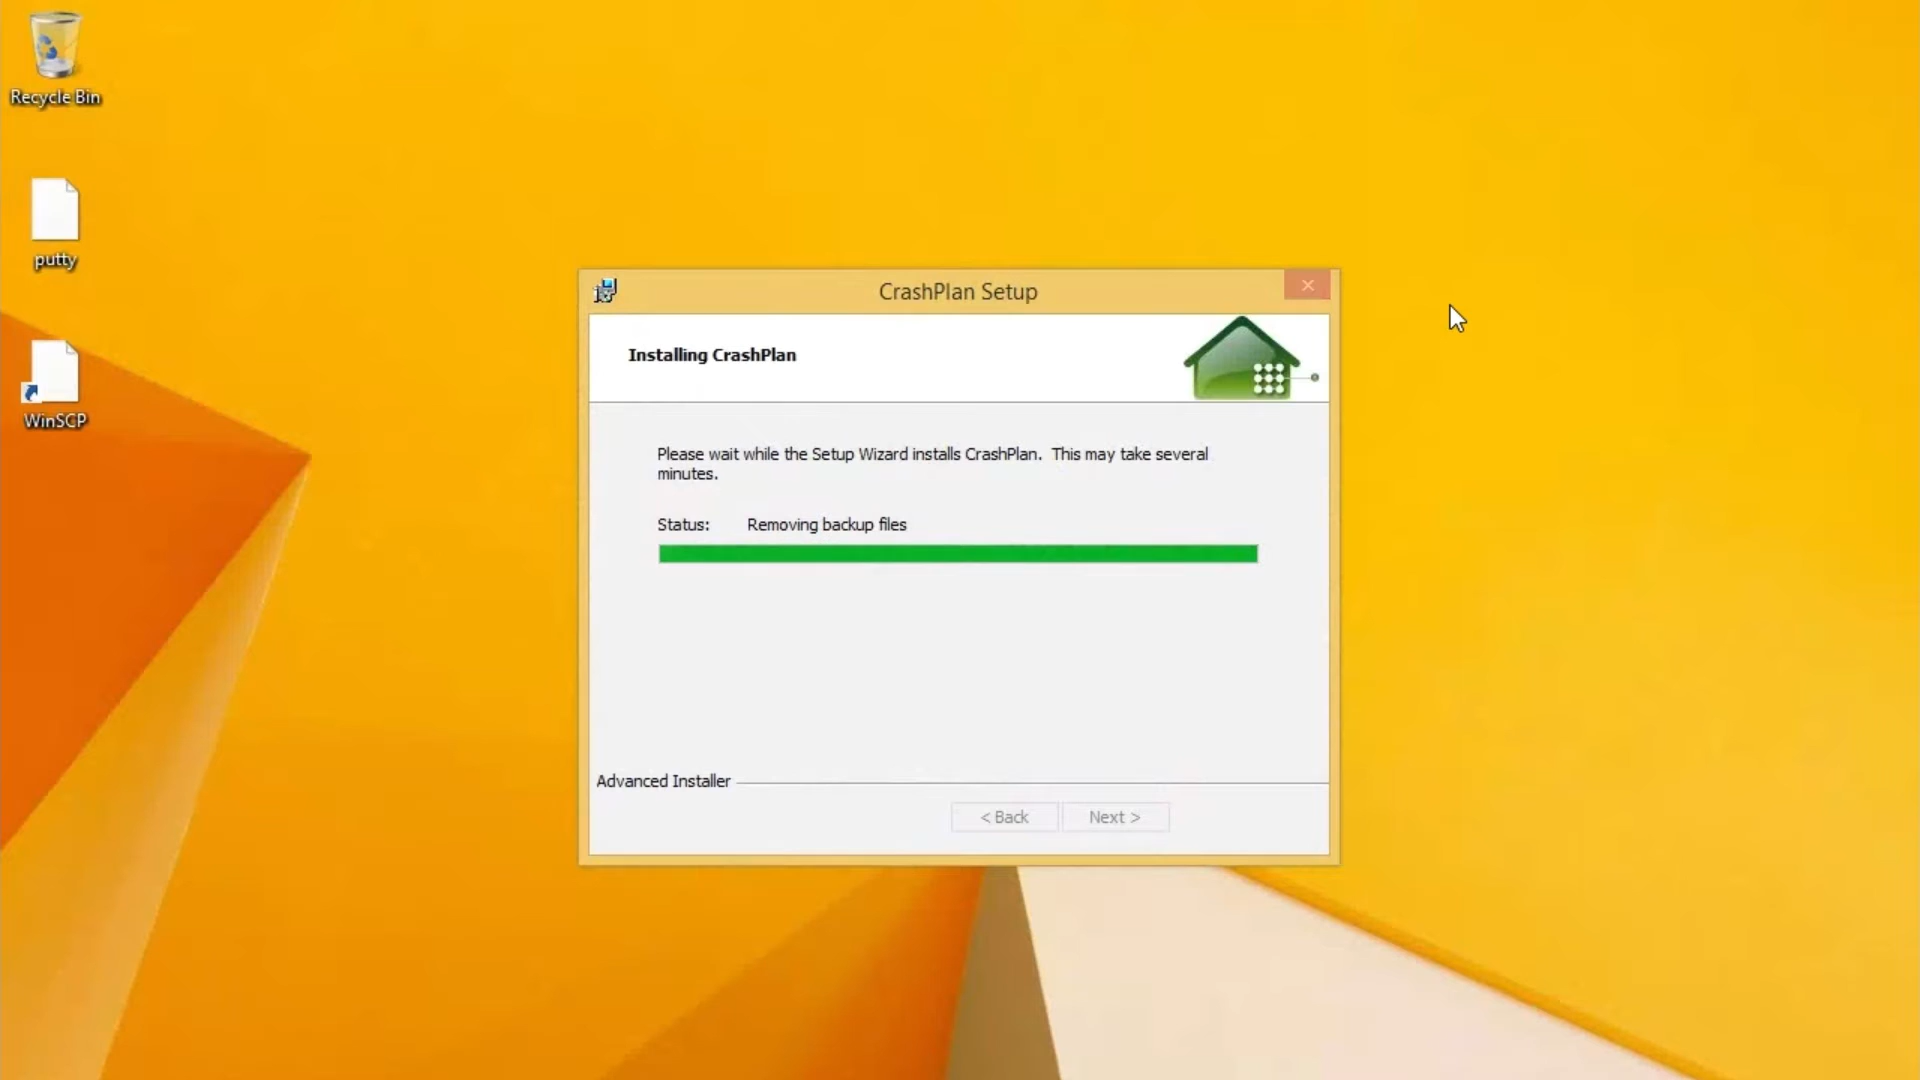 Recycle Bin
putty
WinSCP
CrashPlan Setup
Installing CrashPlan
Please wait while the Setup Wizard installs CrashPlan. This may take several
minutes.
Status: Removing backup files
Advanced Installer
< Back Next >